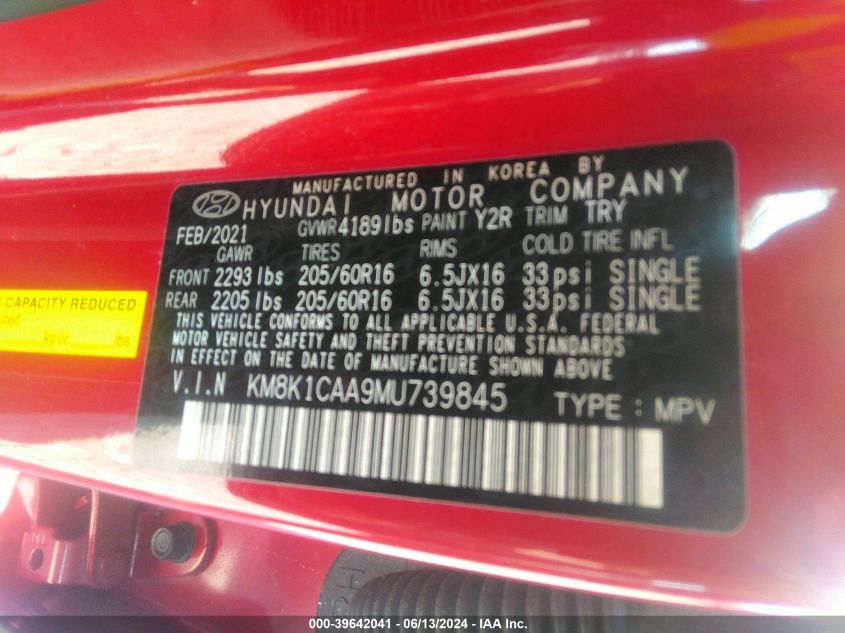 MANUFACTURED IN KOREA BY
HYUNDAI MOTOR COMPANY
FEB/2021 GVWR 4189 lbs PAINT Y2R TRIM TRY
GAWR TIRES RIMS COLD TIRE INFL
FRONT 2293 lbs 205/60R16 6.5JX16 33 psi SINGLE
REAR 2205 lbs 205/60R16 6.5JX16 33 psi SINGLE
THIS VEHICLE CONFORMS TO ALL APPLICABLE U.S.A. FEDERAL
MOTOR VEHICLE SAFETY AND THEFT PREVENTION STANDARDS
IN EFFECT ON THE DATE OF MANUFACTURE SHOWN ABOVE
V.I.N KM8K1CAA9MU739845 TYPE : MPV
CAPACITY REDUCED
kg or lbs
000-39642041 - 06/13/2024 - IAA Inc.